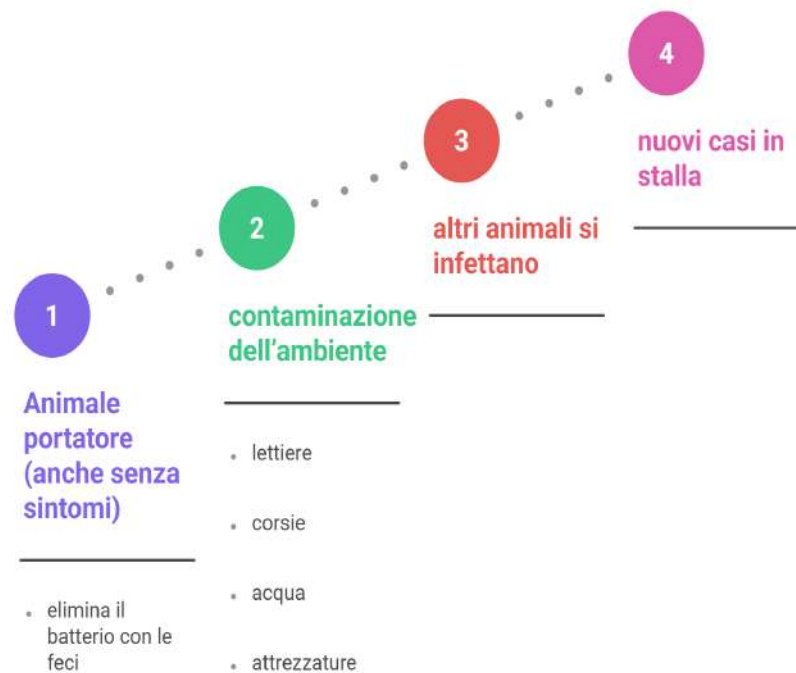 1
Animale
portatore
(anche senza
sintomi)
elimina il
batterio con le
feci
2
contaminazione
dell'ambiente
lettiere
corsie
acqua
attrezzature
3
altri animali si
infettano
4
nuovi casi in
stalla